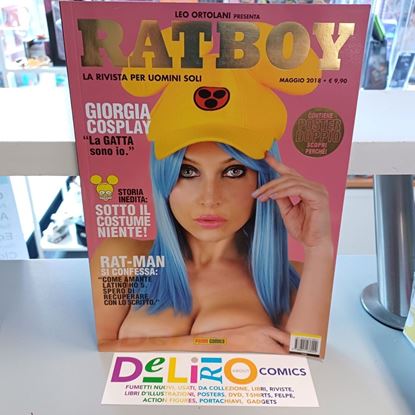 LEO ORTOLANI PRESENTA
RATBOY
LA RIVISTA PER UOMINI SOLI
MAGGIO 2018 • € 9,90
GIORGIA
COSPLAY
"La GATTA
sono io."
CONTIENE
POSTER
DOPPIO!
SCOPRI
PERCHÉ!
STORIA
INEDITA:
SOTTO IL
COSTUME
NIENTE!
RAT-MAN
SI CONFESSA:
"COME AMANTE
LATINO HO 5.
SPERO DI
RECUPERARE
CON LO SCRITTO."
PANINI COMICS
DELIRIO
ABOUT
COMICS
FUMETTI NUOVI, USATI, DA COLLEZIONE, LIBRI, RIVISTE,
LIBRI D'ILLUSTRAZIONI, POSTERS, DVD, T-SHIRTS, FELPE,
ACTION FIGURES, PORTACHIAVI, GADGETS